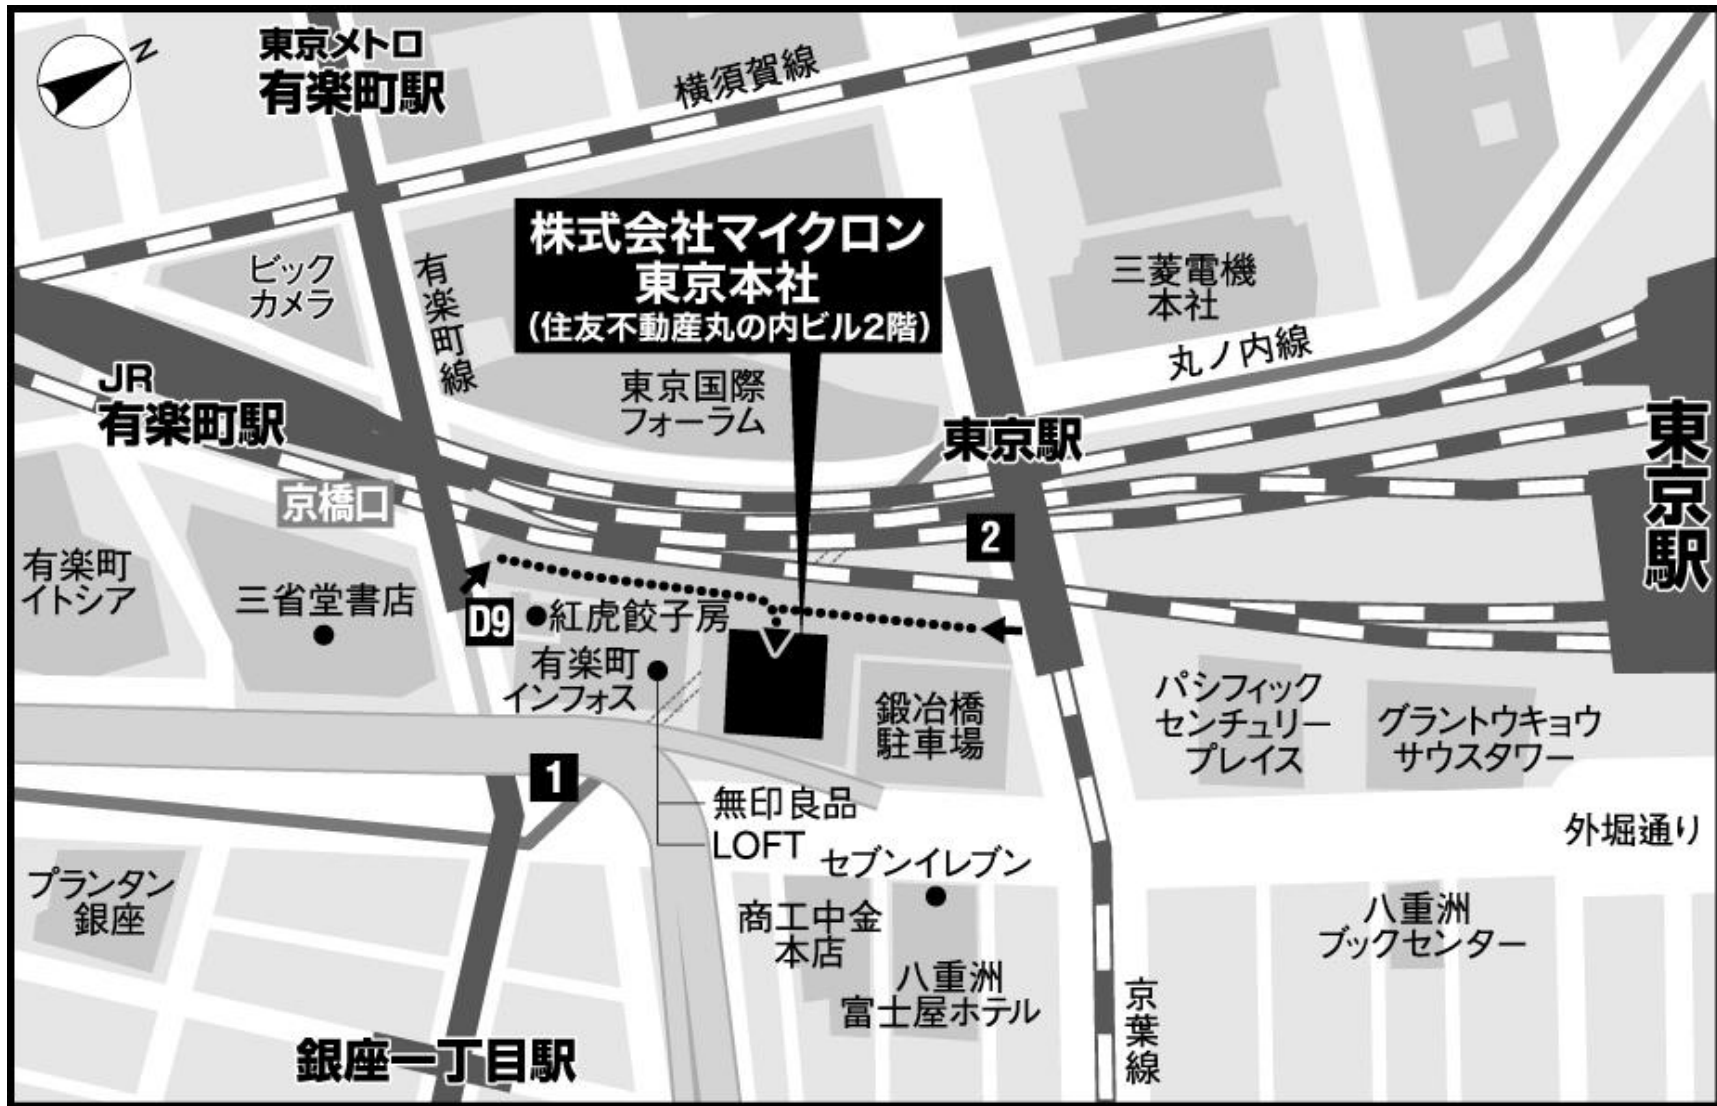 N
東京メトロ
有楽町駅
横須賀線
株式会社マイクロン
東京本社
(住友不動産丸の内ビル2階)
ビック
カメラ
有楽町線
三菱電機
本社
丸ノ内線
東京国際
フォーラム
JR
有楽町駅
東京駅
東京駅
京橋口
2
有楽町
イトシア
三省堂書店
D9
紅虎餃子房
有楽町
インフォス
鍛冶橋
駐車場
パシフィック
センチュリー
プレイス
グラントウキョウ
サウスタワー
1
無印良品
LOFT
外堀通り
セブンイレブン
プランタン
銀座
商工中金
本店
八重洲
富士屋ホテル
八重洲
ブックセンター
京葉線
銀座一丁目駅